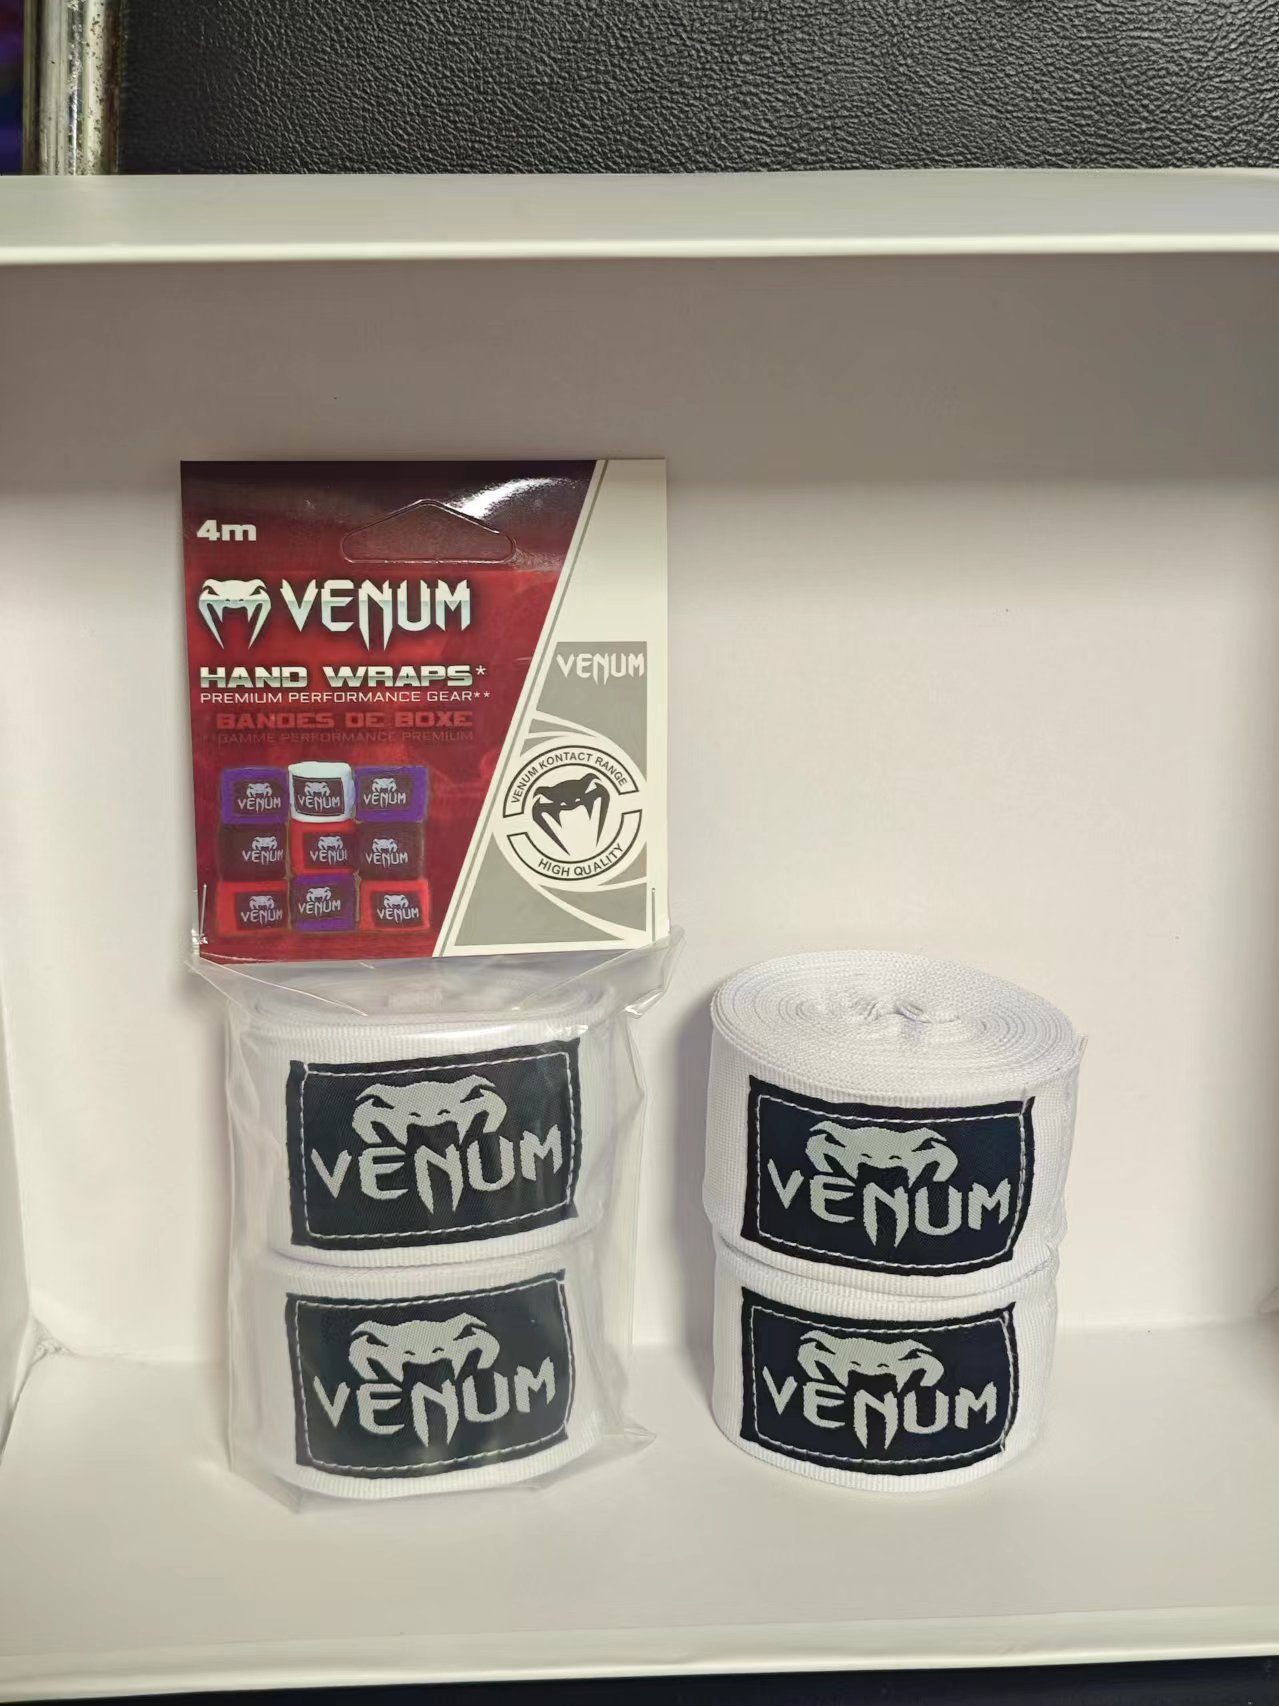 4m
VENUM
HAND WRAPS*
PREMIUM PERFORMANCE GEAR**
BANDES DE BOXE
GAMME PERFORMANCE PREMIUM
VENUM
VENUM KONTACT RANGE
HIGH QUALITY
VENUM VENUM VENUM
VENUM VENUM VENUM
VENUM VENUM VENUM
VENUM
VENUM
VENUM
VENUM